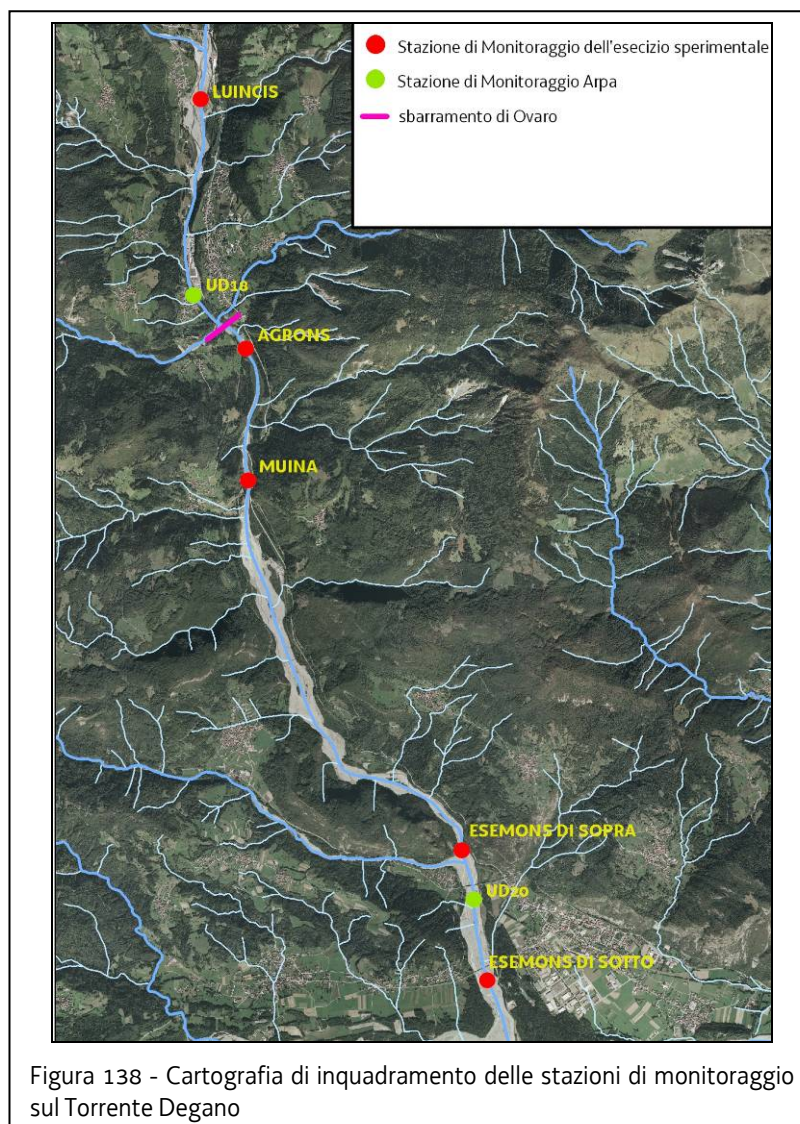 Stazione di Monitoraggio dell'esecizio sperimentale
Stazione di Monitoraggio Arpa
sbarramento di Ovaro
LUINCIS
UD18
AGRONS
MUINA
ESEMONS DI SOPRA
UD20
ESEMONS DI SOTTO
Figura 138 - Cartografia di inquadramento delle stazioni di monitoraggio
sul Torrente Degano